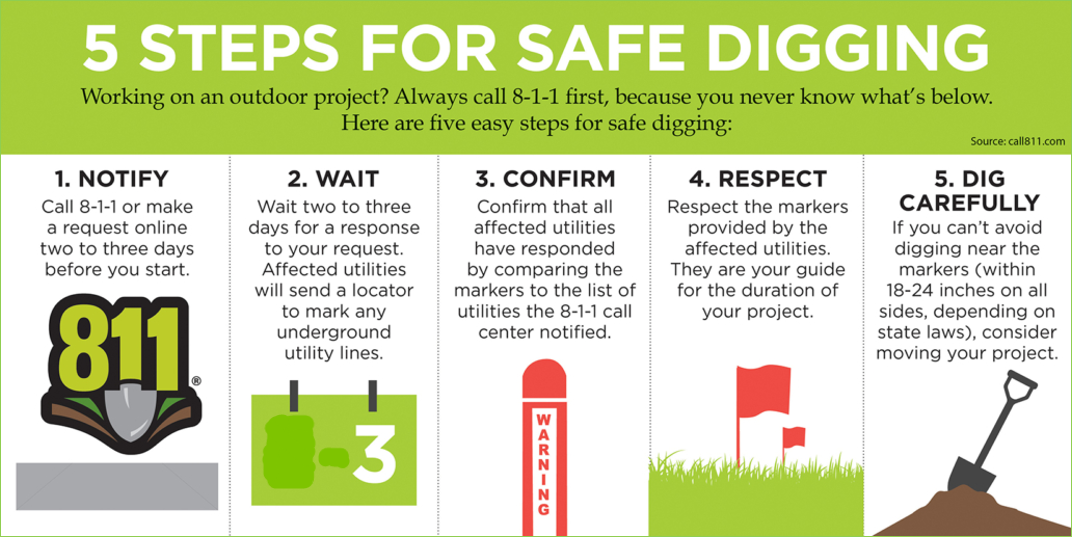 5 STEPS FOR SAFE DIGGING
Working on an outdoor project? Always call 8-1-1 first, because you never know what's below.
Here are five easy steps for safe digging:
Source: call811.com
1. NOTIFY
Call 8-1-1 or make
a request online
two to three days
before you start.
811
®
2. WAIT
Wait two to three
days for a response
to your request.
Affected utilities
will send a locator
to mark any
underground
utility lines.
3
3. CONFIRM
Confirm that all
affected utilities
have responded
by comparing the
markers to the list of
utilities the 8-1-1 call
center notified.
WARNING
4. RESPECT
Respect the markers
provided by the
affected utilities.
They are your guide
for the duration of
your project.
5. DIG
CAREFULLY
If you can't avoid
digging near the
markers (within
18-24 inches on all
sides, depending on
state laws), consider
moving your project.